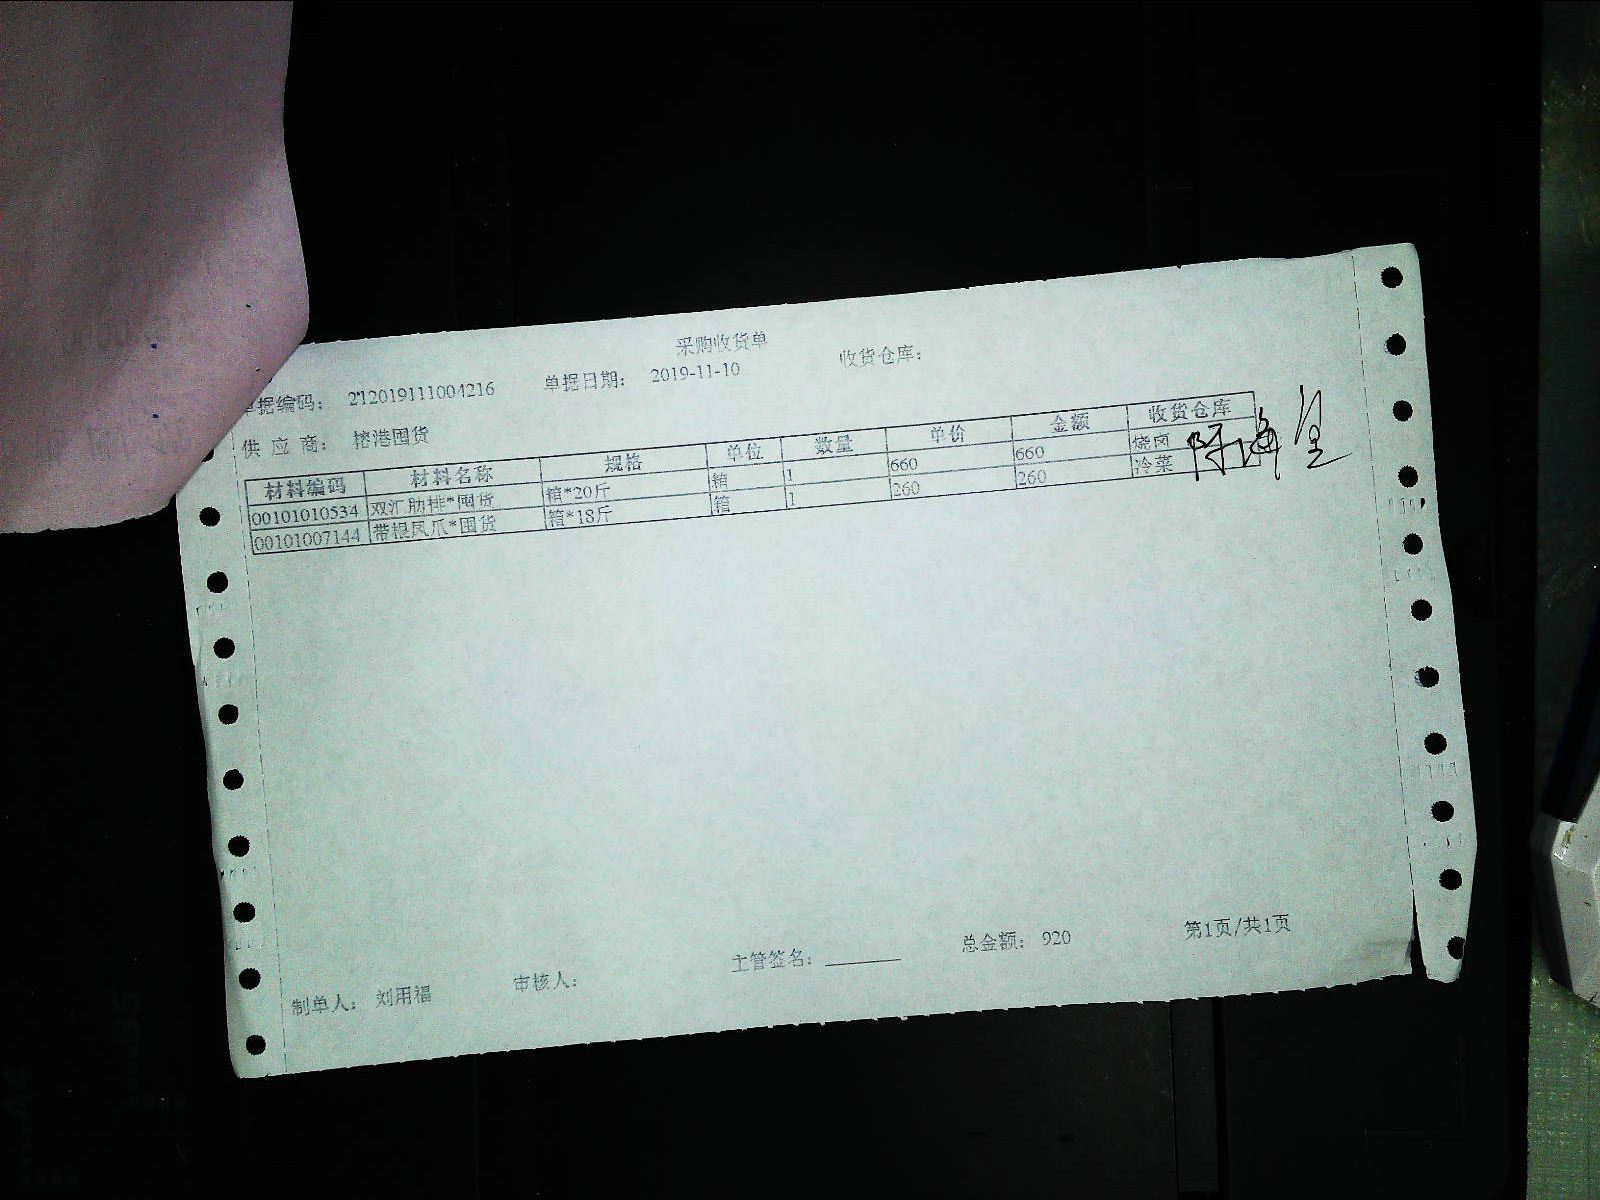 采购收货单
单据编码： 212019111004216 单据日期： 2019-11-10 收货仓库：
供 应 商： 榕港囤货
材料编码 材料名称 规格 单位 数量 单价 金额 收货仓库
00101010534 双汇肋排*囤货 箱*20斤 箱 1 660 660 烧卤
00101007144 带根凤爪*囤货 箱*18斤 箱 1 260 260 冷菜
制单人： 刘用福 审核人： 主管签名： 总金额： 920 第1页/共1页